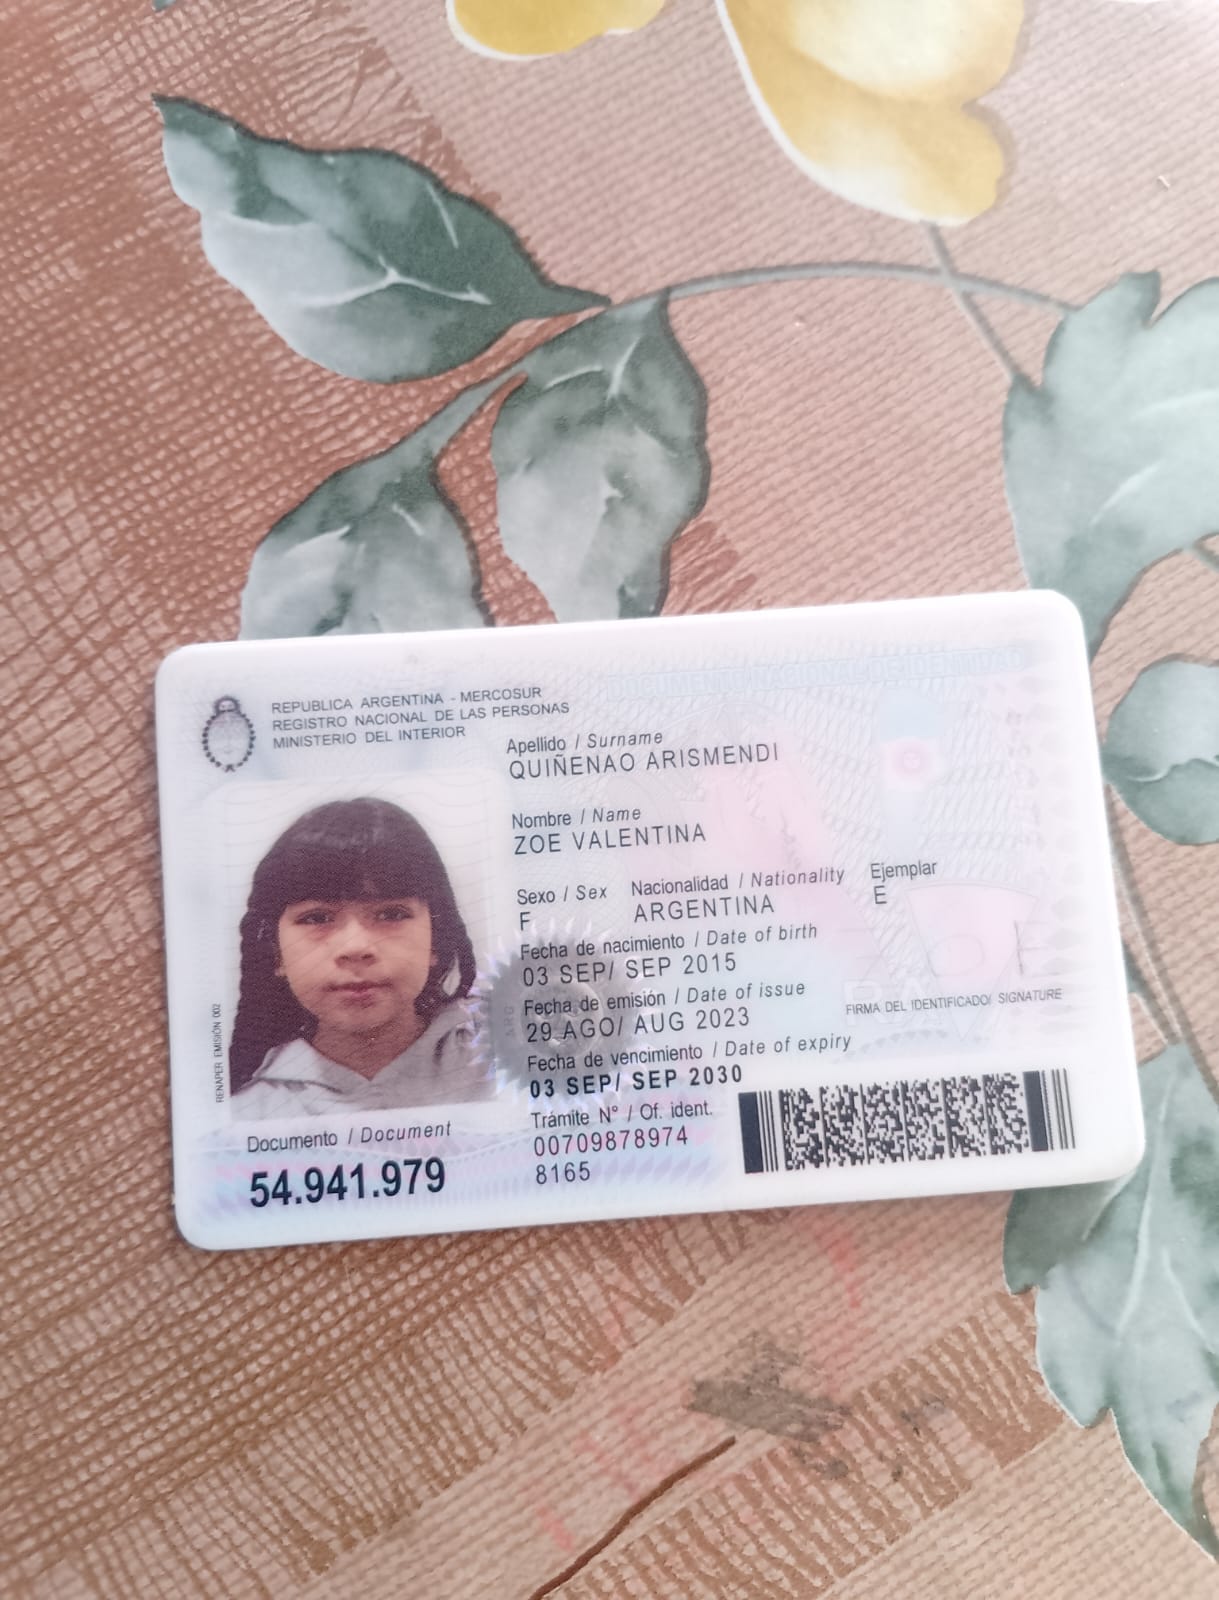 DOCUMENTO NACIONAL DE IDENTIDAD
REPUBLICA ARGENTINA - MERCOSUR
REGISTRO NACIONAL DE LAS PERSONAS
MINISTERIO DEL INTERIOR
Apellido / Surname
QUIÑENAO ARISMENDI
Nombre / Name
ZOE VALENTINA
Sexo / Sex Nacionalidad / Nationality Ejemplar
F ARGENTINA E
Fecha de nacimiento / Date of birth
03 SEP/ SEP 2015
Fecha de emisión / Date of issue
29 AGO/ AUG 2023
FIRMA DEL IDENTIFICADO/ SIGNATURE
Fecha de vencimiento / Date of expiry
03 SEP/ SEP 2030
Trámite N° / Of. ident.
00709878974
8165
Documento / Document
54.941.979
RENAPER EMISIÓN 002
ARG